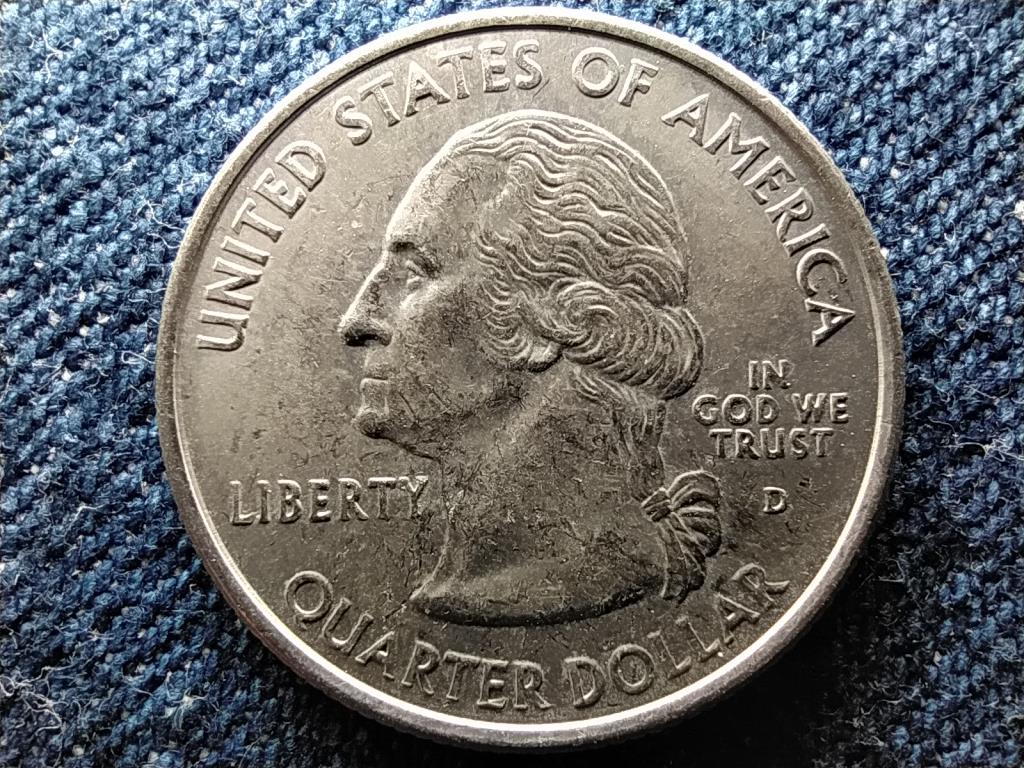 UNITED STATES OF AMERICA
IN
GOD WE
TRUST
LIBERTY
D
QUARTER DOLLAR